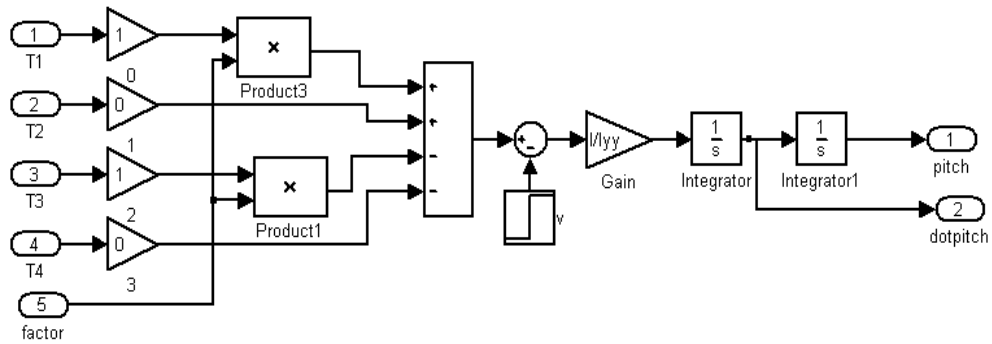 1
T1
1
0
×
Product3
2
T2
0
1
3
T3
1
2
×
Product1
4
T4
0
3
5
factor
+
+
−
−
+
−
v
l/Iyy
Gain
1
s
Integrator
1
s
Integrator1
1
pitch
2
dotpitch